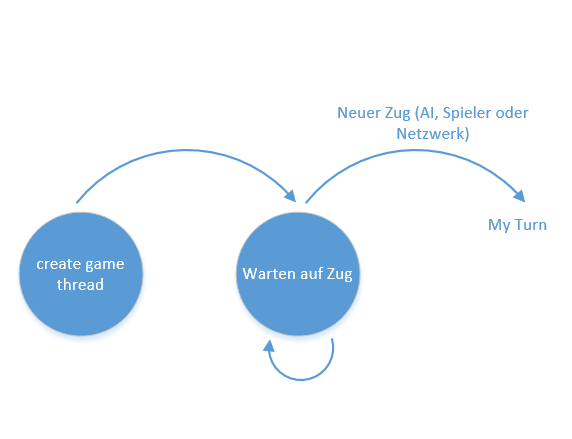 Neuer Zug (AI, Spieler oder
Netzwerk)
My Turn
create game
thread
Warten auf Zug